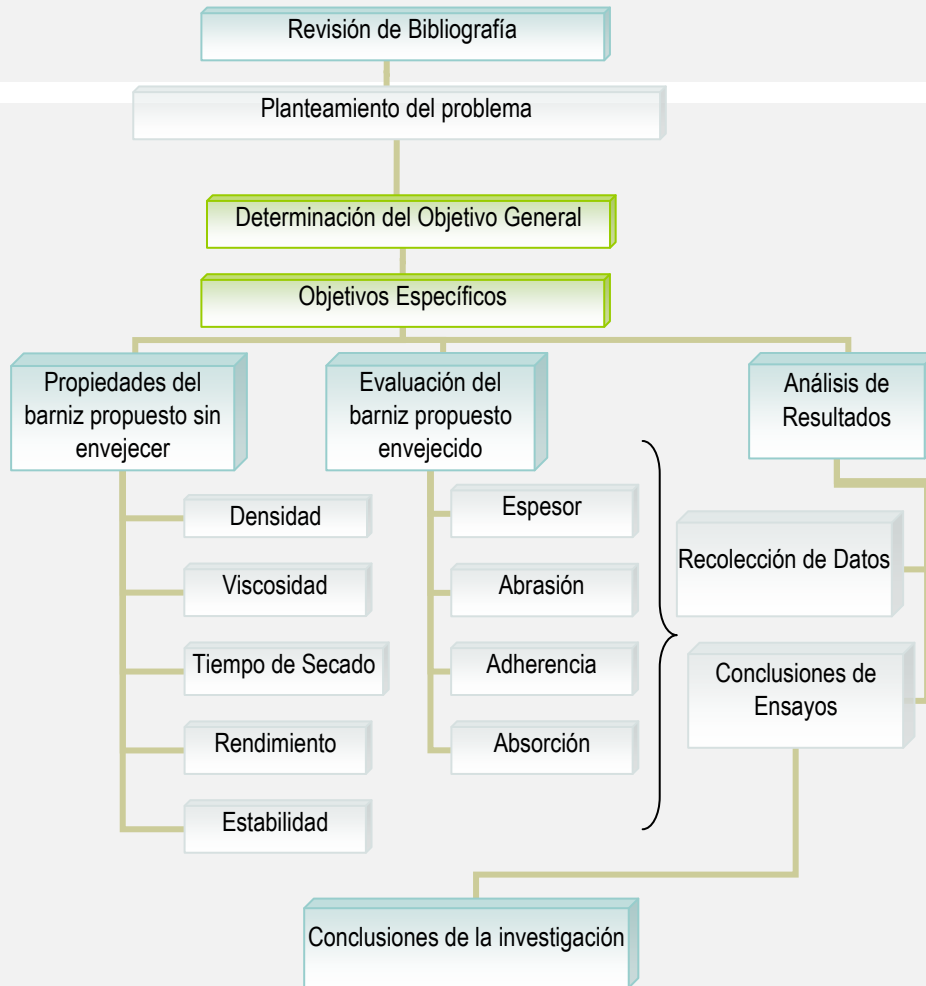 Revisión de Bibliografía
Planteamiento del problema
Determinación del Objetivo General
Objetivos Específicos
Propiedades del
barniz propuesto sin
envejecer
Densidad
Viscosidad
Tiempo de Secado
Rendimiento
Estabilidad
Evaluación del
barniz propuesto
envejecido
Espesor
Abrasión
Adherencia
Absorción
Análisis de
Resultados
Recolección de Datos
Conclusiones de
Ensayos
Conclusiones de la investigación